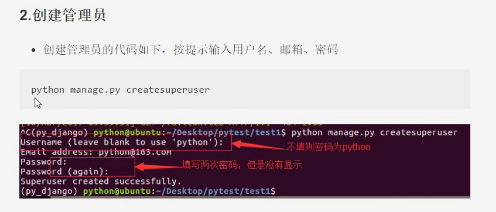 2.创建管理员
创建管理员的代码如下，按提示输入用户名、邮箱、密码
python manage.py createsuperuser
^C(py_django) python@ubuntu:~/Desktop/pytest/test1$ python manage.py createsuperuser
Username (leave blank to use 'python'): 不填则密码为python
Email address: python@163.com
Password:
填写两次密码，但是没有显示
Password (again):
Superuser created successfully.
(py_django) python@ubuntu:~/Desktop/pytest/test1$